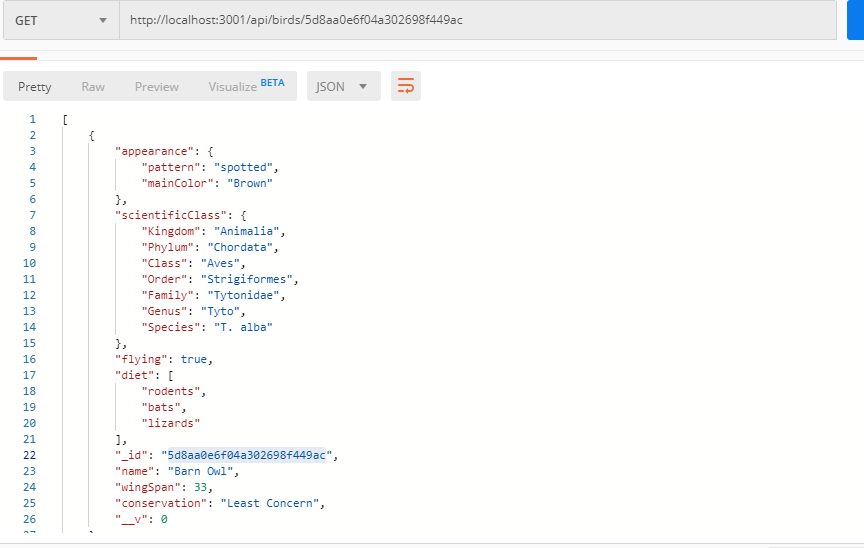 GET http://localhost:3001/api/birds/5d8aa0e6f04a302698f449ac
Pretty Raw Preview Visualize BETA JSON
1 [
2 {
3 "appearance": {
4 "pattern": "spotted",
5 "mainColor": "Brown"
6 },
7 "scientificClass": {
8 "Kingdom": "Animalia",
9 "Phylum": "Chordata",
10 "Class": "Aves",
11 "Order": "Strigiformes",
12 "Family": "Tytonidae",
13 "Genus": "Tyto",
14 "Species": "T. alba"
15 },
16 "flying": true,
17 "diet": [
18 "rodents",
19 "bats",
20 "lizards"
21 ],
22 "_id": "5d8aa0e6f04a302698f449ac",
23 "name": "Barn Owl",
24 "wingSpan": 33,
25 "conservation": "Least Concern",
26 "__v": 0